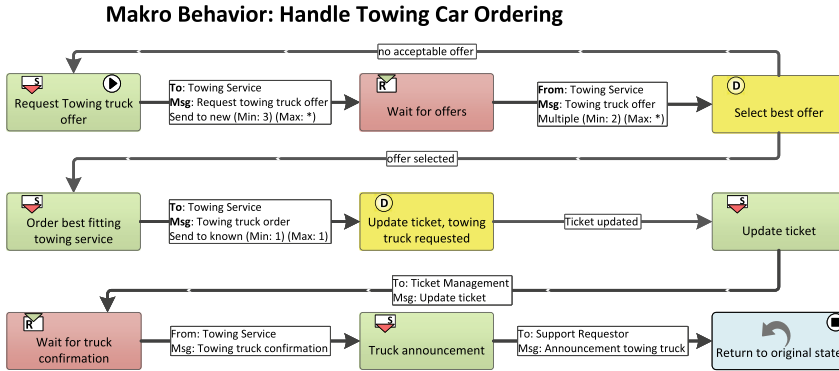 Makro Behavior: Handle Towing Car Ordering
no acceptable offer
S
Request Towing truck
offer
To: Towing Service
Msg: Request towing truck offer
Send to new (Min: 3) (Max: *)
R
Wait for offers
From: Towing Service
Msg: Towing truck offer
Multiple (Min: 2) (Max: *)
D
Select best offer
offer selected
S
Order best fitting
towing service
To: Towing Service
Msg: Towing truck order
Send to known (Min: 1) (Max: 1)
D
Update ticket, towing
truck requested
Ticket updated
S
Update ticket
To: Ticket Management
Msg: Update ticket
R
Wait for truck
confirmation
From: Towing Service
Msg: Towing truck confirmation
S
Truck announcement
To: Support Requestor
Msg: Announcement towing truck
Return to original state